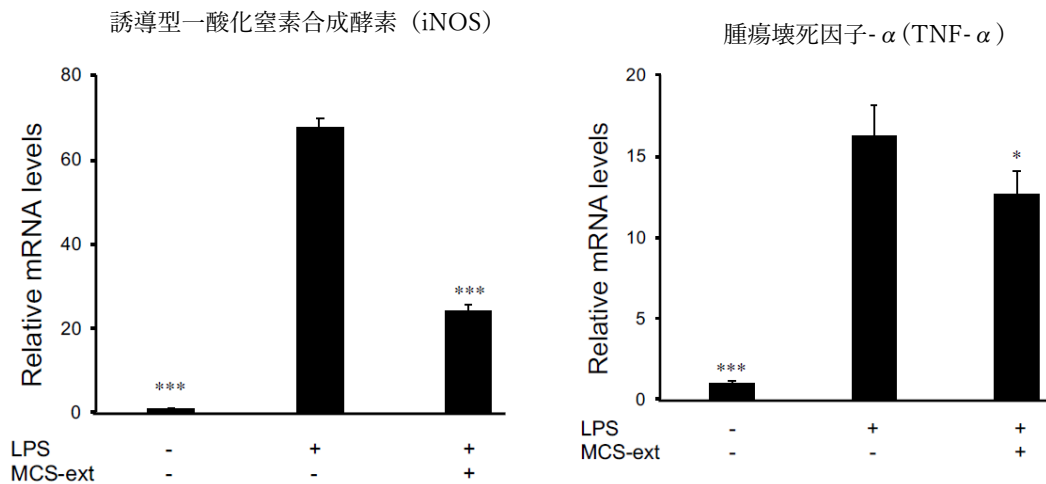 誘導型一酸化窒素合成酵素（iNOS）
Relative mRNA levels
80
60
40
20
0
***
***
LPS - + +
MCS-ext - - +
腫瘍壊死因子-α(TNF-α)
Relative mRNA levels
20
15
10
5
0
***
*
LPS - + +
MCS-ext - - +